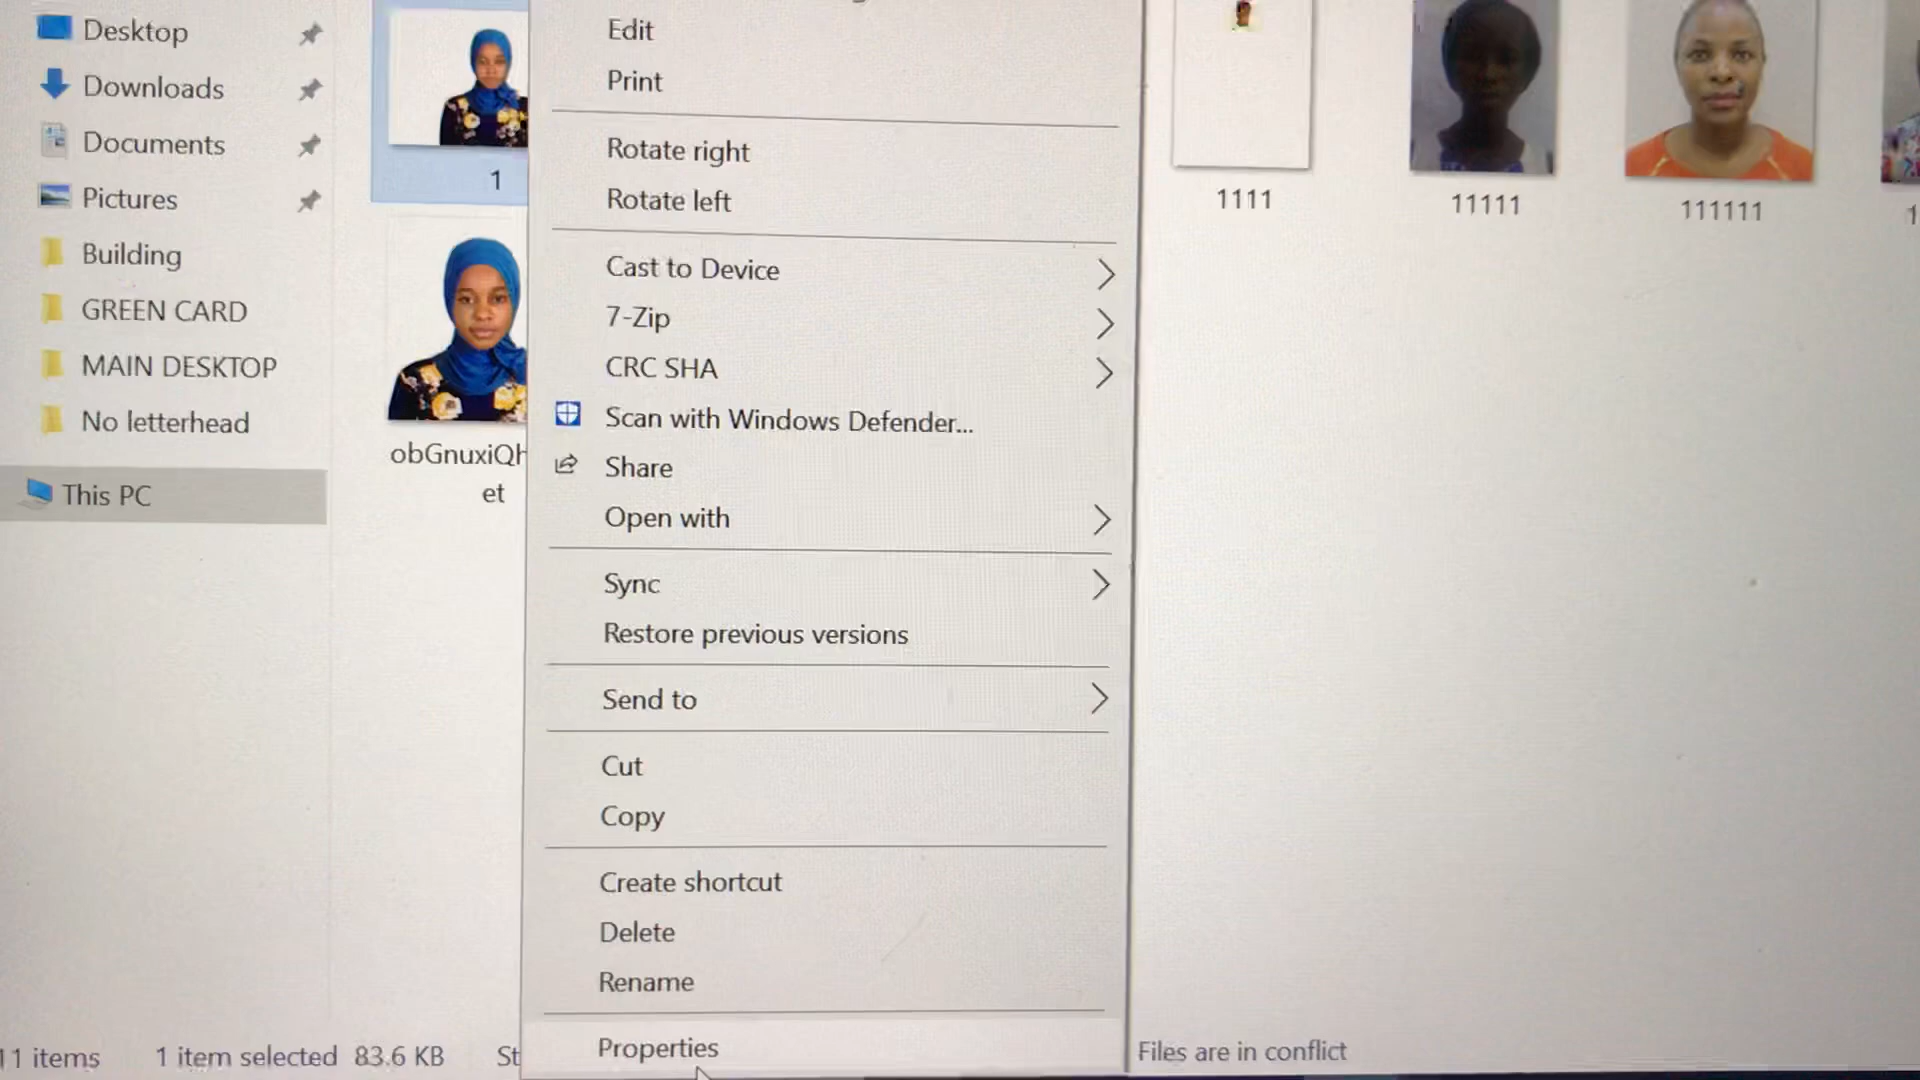 Desktop
Downloads
Documents
Pictures
Building
GREEN CARD
MAIN DESKTOP
No letterhead
This PC
1
obGnuxiQh
et
Edit
Print
Rotate right
Rotate left
Cast to Device
7-Zip
CRC SHA
Scan with Windows Defender...
Share
Open with
Sync
Restore previous versions
Send to
Cut
Copy
Create shortcut
Delete
Rename
Properties
1111
11111
111111
11 items
1 item selected 83.6 KB
St
Files are in conflict